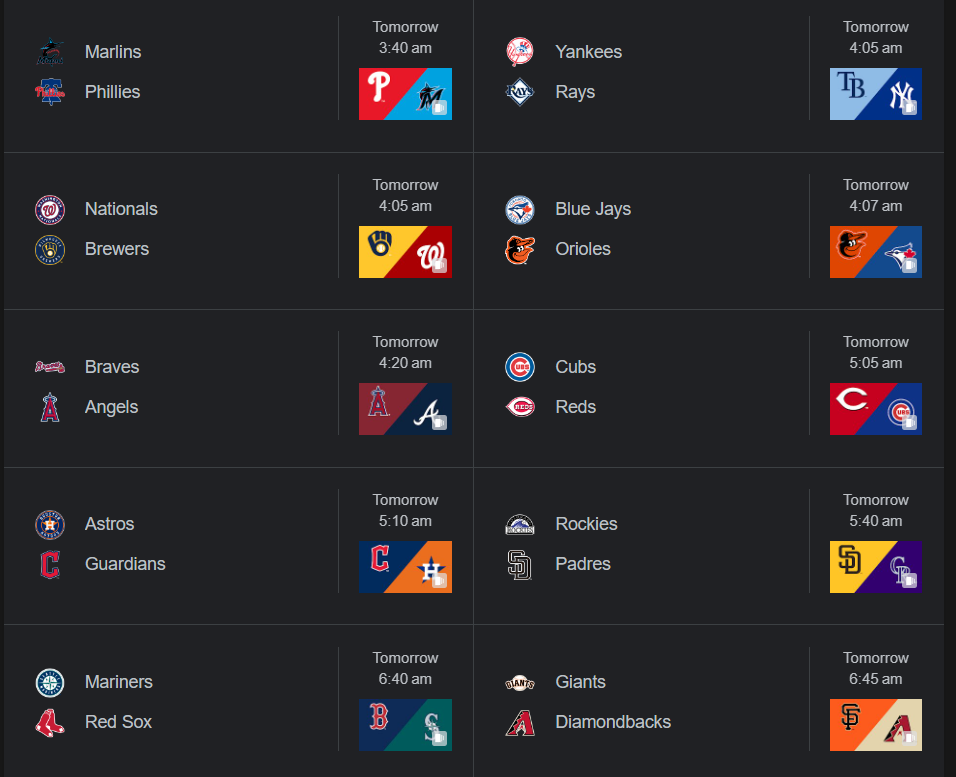 Tomorrow
3:40 am
Marlins
Phillies
Tomorrow
4:05 am
Yankees
Rays
Tomorrow
4:05 am
Nationals
Brewers
Tomorrow
4:07 am
Blue Jays
Orioles
Tomorrow
4:20 am
Braves
Angels
Tomorrow
5:05 am
Cubs
Reds
Tomorrow
5:10 am
Astros
Guardians
Tomorrow
5:40 am
Rockies
Padres
Tomorrow
6:40 am
Mariners
Red Sox
Tomorrow
6:45 am
Giants
Diamondbacks